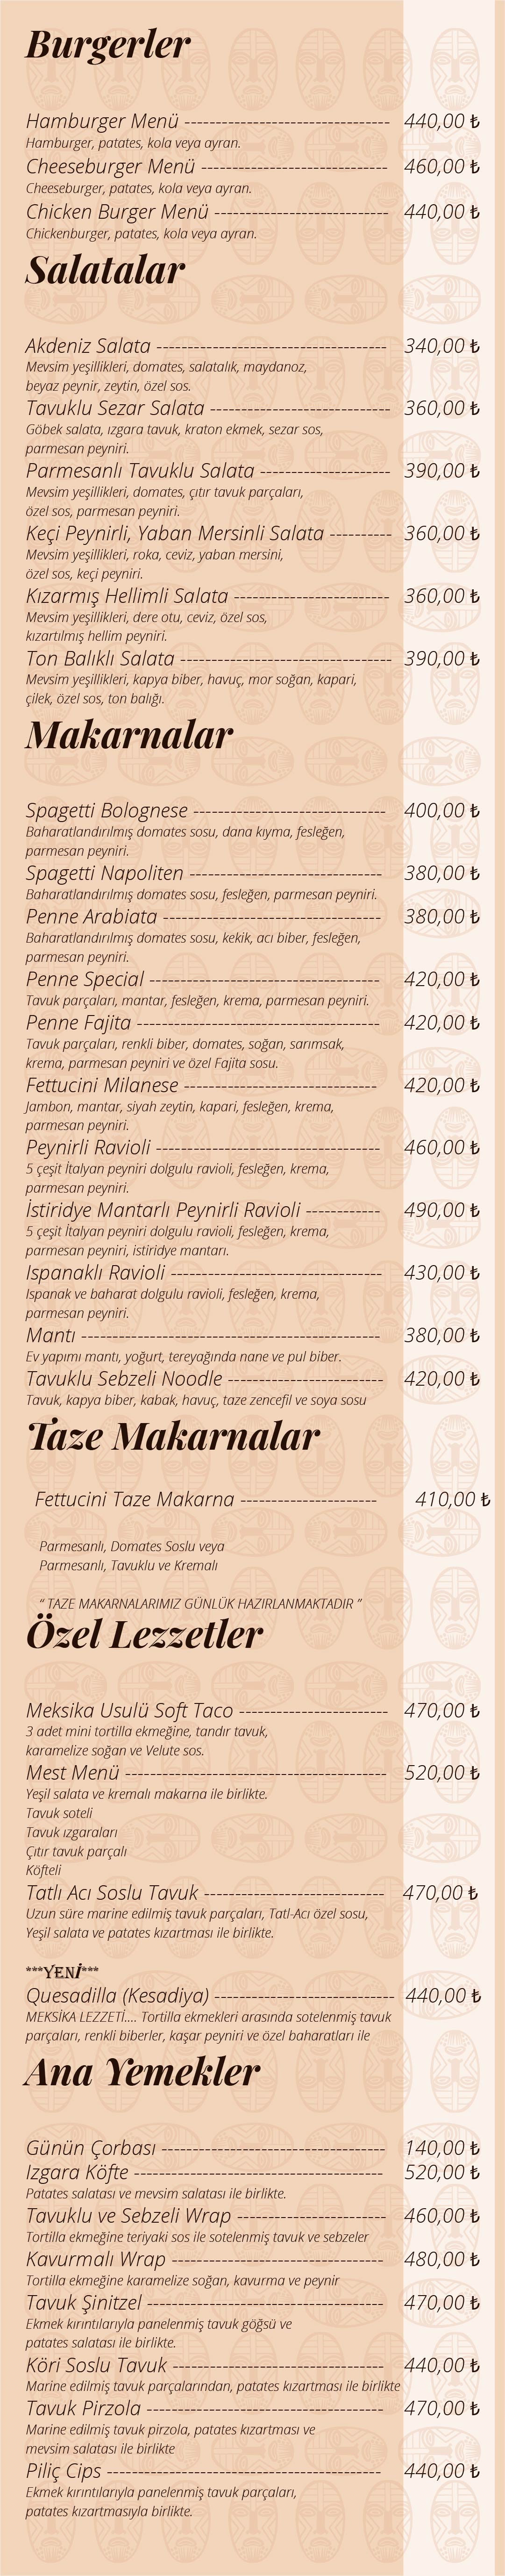 Burgerler
Hamburger Menü --------------------------------- 440,00 ₺
Hamburger, patates, kola veya ayran.
Cheeseburger Menü ------------------------------ 460,00 ₺
Cheeseburger, patates, kola veya ayran.
Chicken Burger Menü ---------------------------- 440,00 ₺
Chickenburger, patates, kola veya ayran.
Salatalar
Akdeniz Salata ------------------------------------- 340,00 ₺
Mevsim yeşillikleri, domates, salatalık, maydanoz,
beyaz peynir, zeytin, özel sos.
Tavuklu Sezar Salata ----------------------------- 360,00 ₺
Göbek salata, ızgara tavuk, kraton ekmek, sezar sos,
parmesan peyniri.
Parmesanlı Tavuklu Salata --------------------- 390,00 ₺
Mevsim yeşillikleri, domates, çıtır tavuk parçaları,
özel sos, parmesan peyniri.
Keçi Peynirli, Yaban Mersinli Salata ---------- 360,00 ₺
Mevsim yeşillikleri, roka, ceviz, yaban mersini,
özel sos, keçi peyniri.
Kızarmış Hellimli Salata ------------------------- 360,00 ₺
Mevsim yeşillikleri, dere otu, ceviz, özel sos,
kızartılmış hellim peyniri.
Ton Balıklı Salata ---------------------------------- 390,00 ₺
Mevsim yeşillikleri, kapya biber, havuç, mor soğan, kapari,
çilek, özel sos, ton balığı.
Makarnalar
Spagetti Bolognese ------------------------------- 400,00 ₺
Baharatlandırılmış domates sosu, dana kıyma, fesleğen,
parmesan peyniri.
Spagetti Napoliten ------------------------------- 380,00 ₺
Baharatlandırılmış domates sosu, fesleğen, parmesan peyniri.
Penne Arabiata ----------------------------------- 380,00 ₺
Baharatlandırılmış domates sosu, kekik, acı biber, fesleğen,
parmesan peyniri.
Penne Special ------------------------------------- 420,00 ₺
Tavuk parçaları, mantar, fesleğen, krema, parmesan peyniri.
Penne Fajita --------------------------------------- 420,00 ₺
Tavuk parçaları, renkli biber, domates, soğan, sarımsak,
krema, parmesan peyniri ve özel Fajita sosu.
Fettucini Milanese ------------------------------- 420,00 ₺
Jambon, mantar, siyah zeytin, kapari, fesleğen, krema,
parmesan peyniri.
Peynirli Ravioli ------------------------------------ 460,00 ₺
5 çeşit İtalyan peyniri dolgulu ravioli, fesleğen, krema,
parmesan peyniri.
İstiridye Mantarlı Peynirli Ravioli ------------ 490,00 ₺
5 çeşit İtalyan peyniri dolgulu ravioli, fesleğen, krema,
parmesan peyniri, istiridye mantarı.
Ispanaklı Ravioli ---------------------------------- 430,00 ₺
Ispanak ve baharat dolgulu ravioli, fesleğen, krema,
parmesan peyniri.
Mantı ------------------------------------------------ 380,00 ₺
Ev yapımı mantı, yoğurt, tereyağında nane ve pul biber.
Tavuklu Sebzeli Noodle ------------------------- 420,00 ₺
Tavuk, kapya biber, kabak, havuç, taze zencefil ve soya sosu
Taze Makarnalar
Fettucini Taze Makarna ---------------------- 410,00 ₺
Parmesanlı, Domates Soslu veya
Parmesanlı, Tavuklu ve Kremalı
“ TAZE MAKARNALARIMIZ GÜNLÜK HAZIRLANMAKTADIR ”
Özel Lezzetler
Meksika Usulü Soft Taco ------------------------ 470,00 ₺
3 adet mini tortilla ekmeğine, tandır tavuk,
karamelize soğan ve Velute sos.
Mest Menü ------------------------------------------ 520,00 ₺
Yeşil salata ve kremalı makarna ile birlikte.
Tavuk soteli
Tavuk ızgaraları
Çıtır tavuk parçalı
Köfteli
Tatlı Acı Soslu Tavuk ----------------------------- 470,00 ₺
Uzun süre marine edilmiş tavuk parçaları, Tatl-Acı özel sosu,
Yeşil salata ve patates kızartması ile birlikte.
***YENİ***
Quesadilla (Kesadiya) ----------------------------- 440,00 ₺
MEKSİKA LEZZETİ.... Tortilla ekmekleri arasında sotelenmiş tavuk
parçaları, renkli biberler, kaşar peyniri ve özel baharatları ile
Ana Yemekler
Günün Çorbası ------------------------------------ 140,00 ₺
Izgara Köfte ---------------------------------------- 520,00 ₺
Patates salatası ve mevsim salatası ile birlikte.
Tavuklu ve Sebzeli Wrap ------------------------ 460,00 ₺
Tortilla ekmeğine teriyaki sos ile sotelenmiş tavuk ve sebzeler
Kavurmalı Wrap ---------------------------------- 480,00 ₺
Tortilla ekmeğine karamelize soğan, kavurma ve peynir
Tavuk Şinitzel -------------------------------------- 470,00 ₺
Ekmek kırıntılarıyla panelenmiş tavuk göğsü ve
patates salatası ile birlikte.
Köri Soslu Tavuk ---------------------------------- 440,00 ₺
Marine edilmiş tavuk parçalarından, patates kızartması ile birlikte
Tavuk Pirzola -------------------------------------- 470,00 ₺
Marine edilmiş tavuk pirzola, patates kızartması ve
mevsim salatası ile birlikte
Piliç Cips -------------------------------------------- 440,00 ₺
Ekmek kırıntılarıyla panelenmiş tavuk parçaları,
patates kızartmasıyla birlikte.